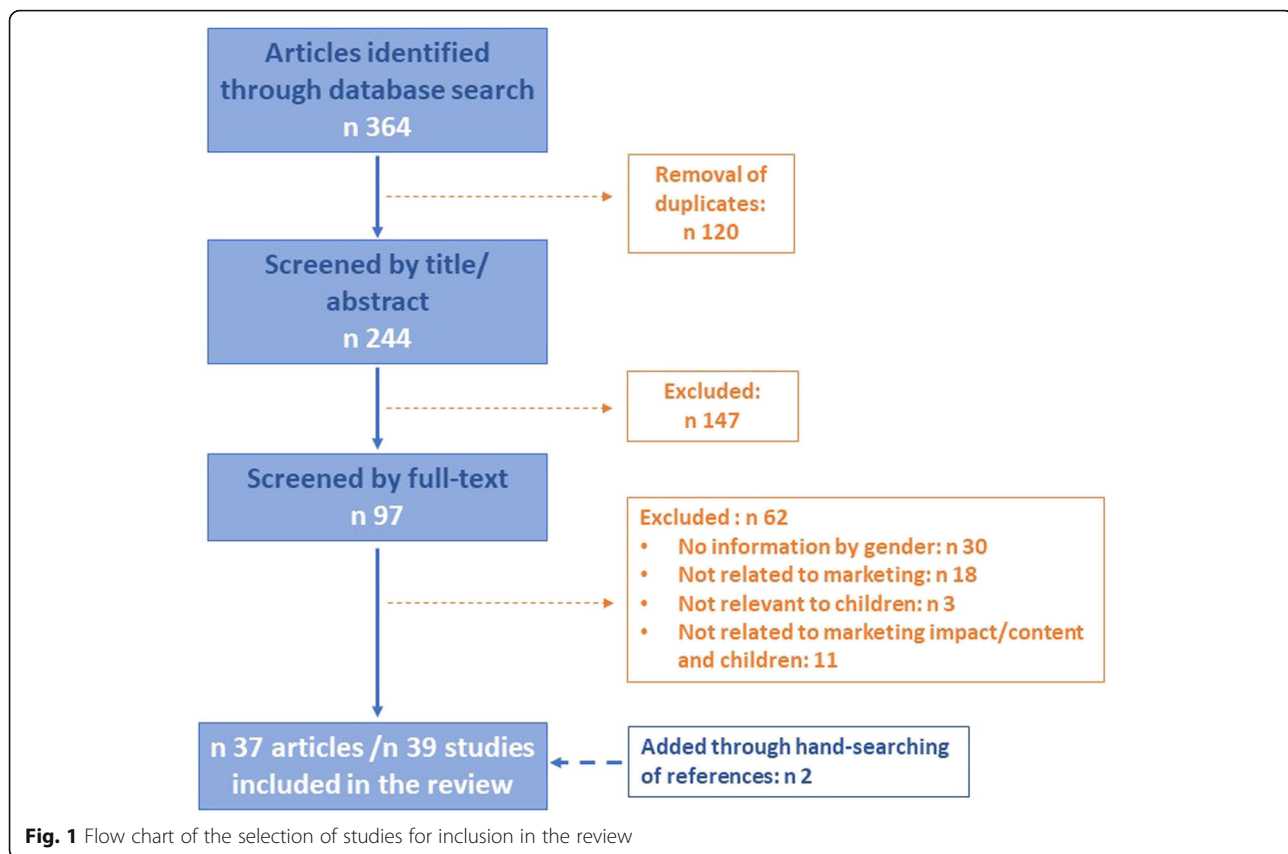 Articles identified
through database search
n 364
Removal of
duplicates:
n 120
Screened by title/
abstract
n 244
Excluded:
n 147
Screened by full-text
n 97
Excluded : n 62
• No information by gender: n 30
• Not related to marketing: n 18
• Not relevant to children: n 3
• Not related to marketing impact/content
and children: 11
n 37 articles /n 39 studies
included in the review
Added through hand-searching
of references: n 2
Fig. 1 Flow chart of the selection of studies for inclusion in the review